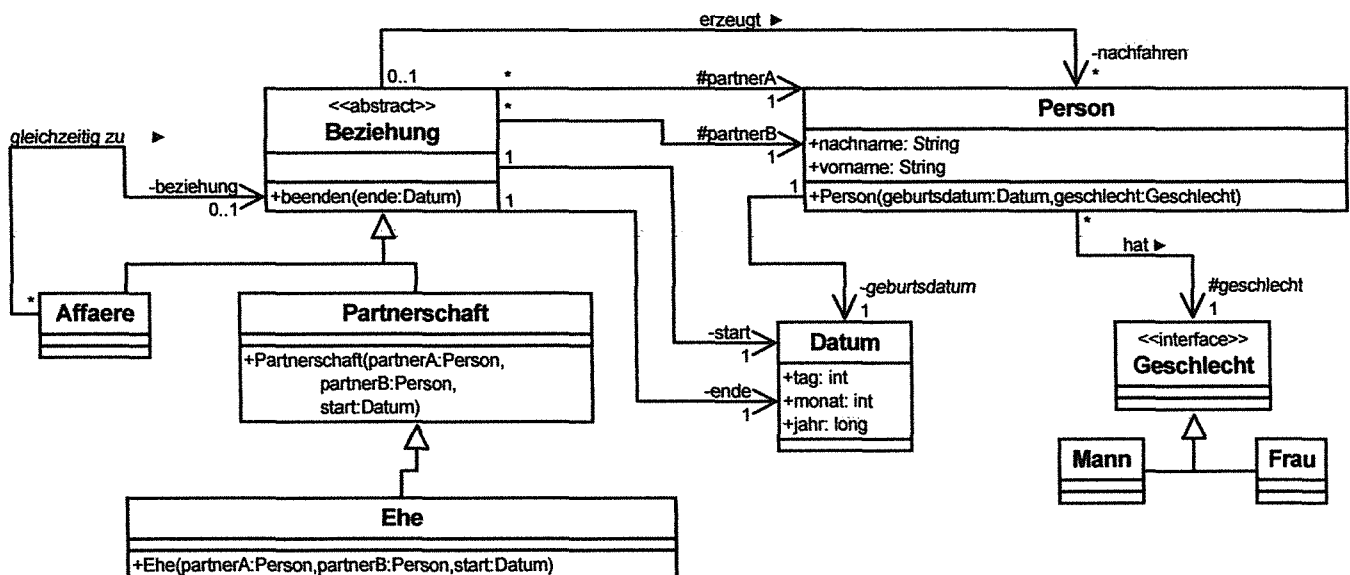 erzeugt ►
-nachfahren
0..1
*
*
#partnerA
1
<<abstract>>
Beziehung
*
#partnerB
1
Person
+nachname: String
+vorname: String
+Person(geburtsdatum:Datum,geschlecht:Geschlecht)
gleichzeitig zu ►
-beziehung
0..1
+beenden(ende:Datum)
1
1
1
*
hat ►
#geschlecht
1
-geburtsdatum
1
*
Affaere
Partnerschaft
+Partnerschaft(partnerA:Person,
partnerB:Person,
start:Datum)
-start
1
-ende
1
Datum
+tag: int
+monat: int
+jahr: long
<<interface>>
Geschlecht
Mann
Frau
Ehe
+Ehe(partnerA:Person,partnerB:Person,start:Datum)